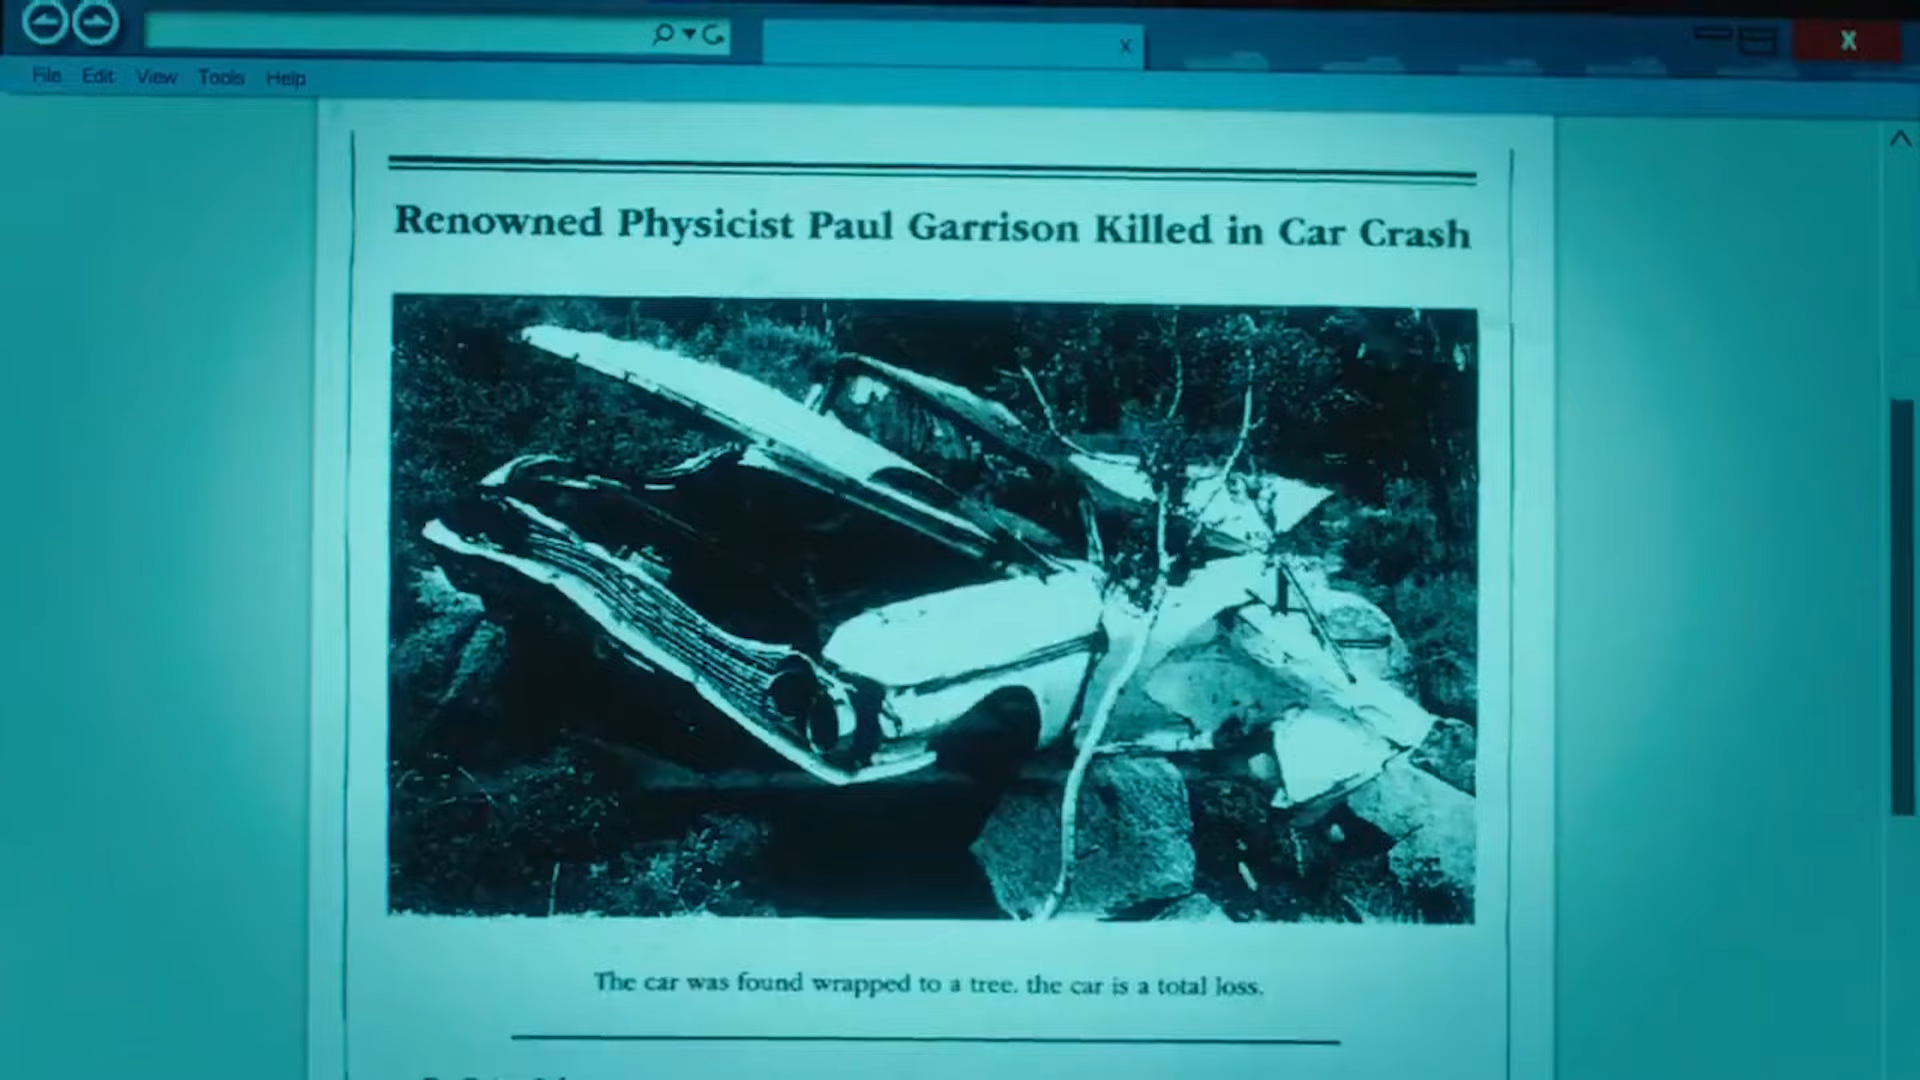 x
X
File Edit View Tools Help
Renowned Physicist Paul Garrison Killed in Car Crash
The car was found wrapped to a tree. the car is a total loss.